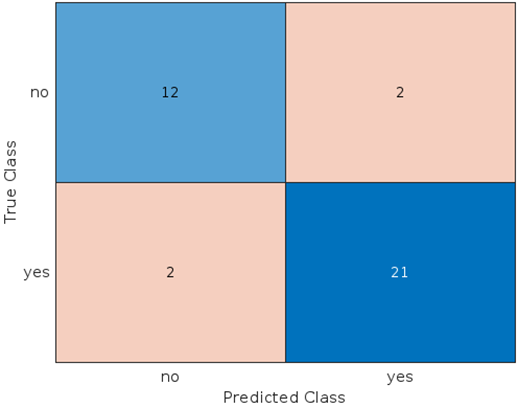 True Class
no
12
2
yes
2
21
no
yes
Predicted Class